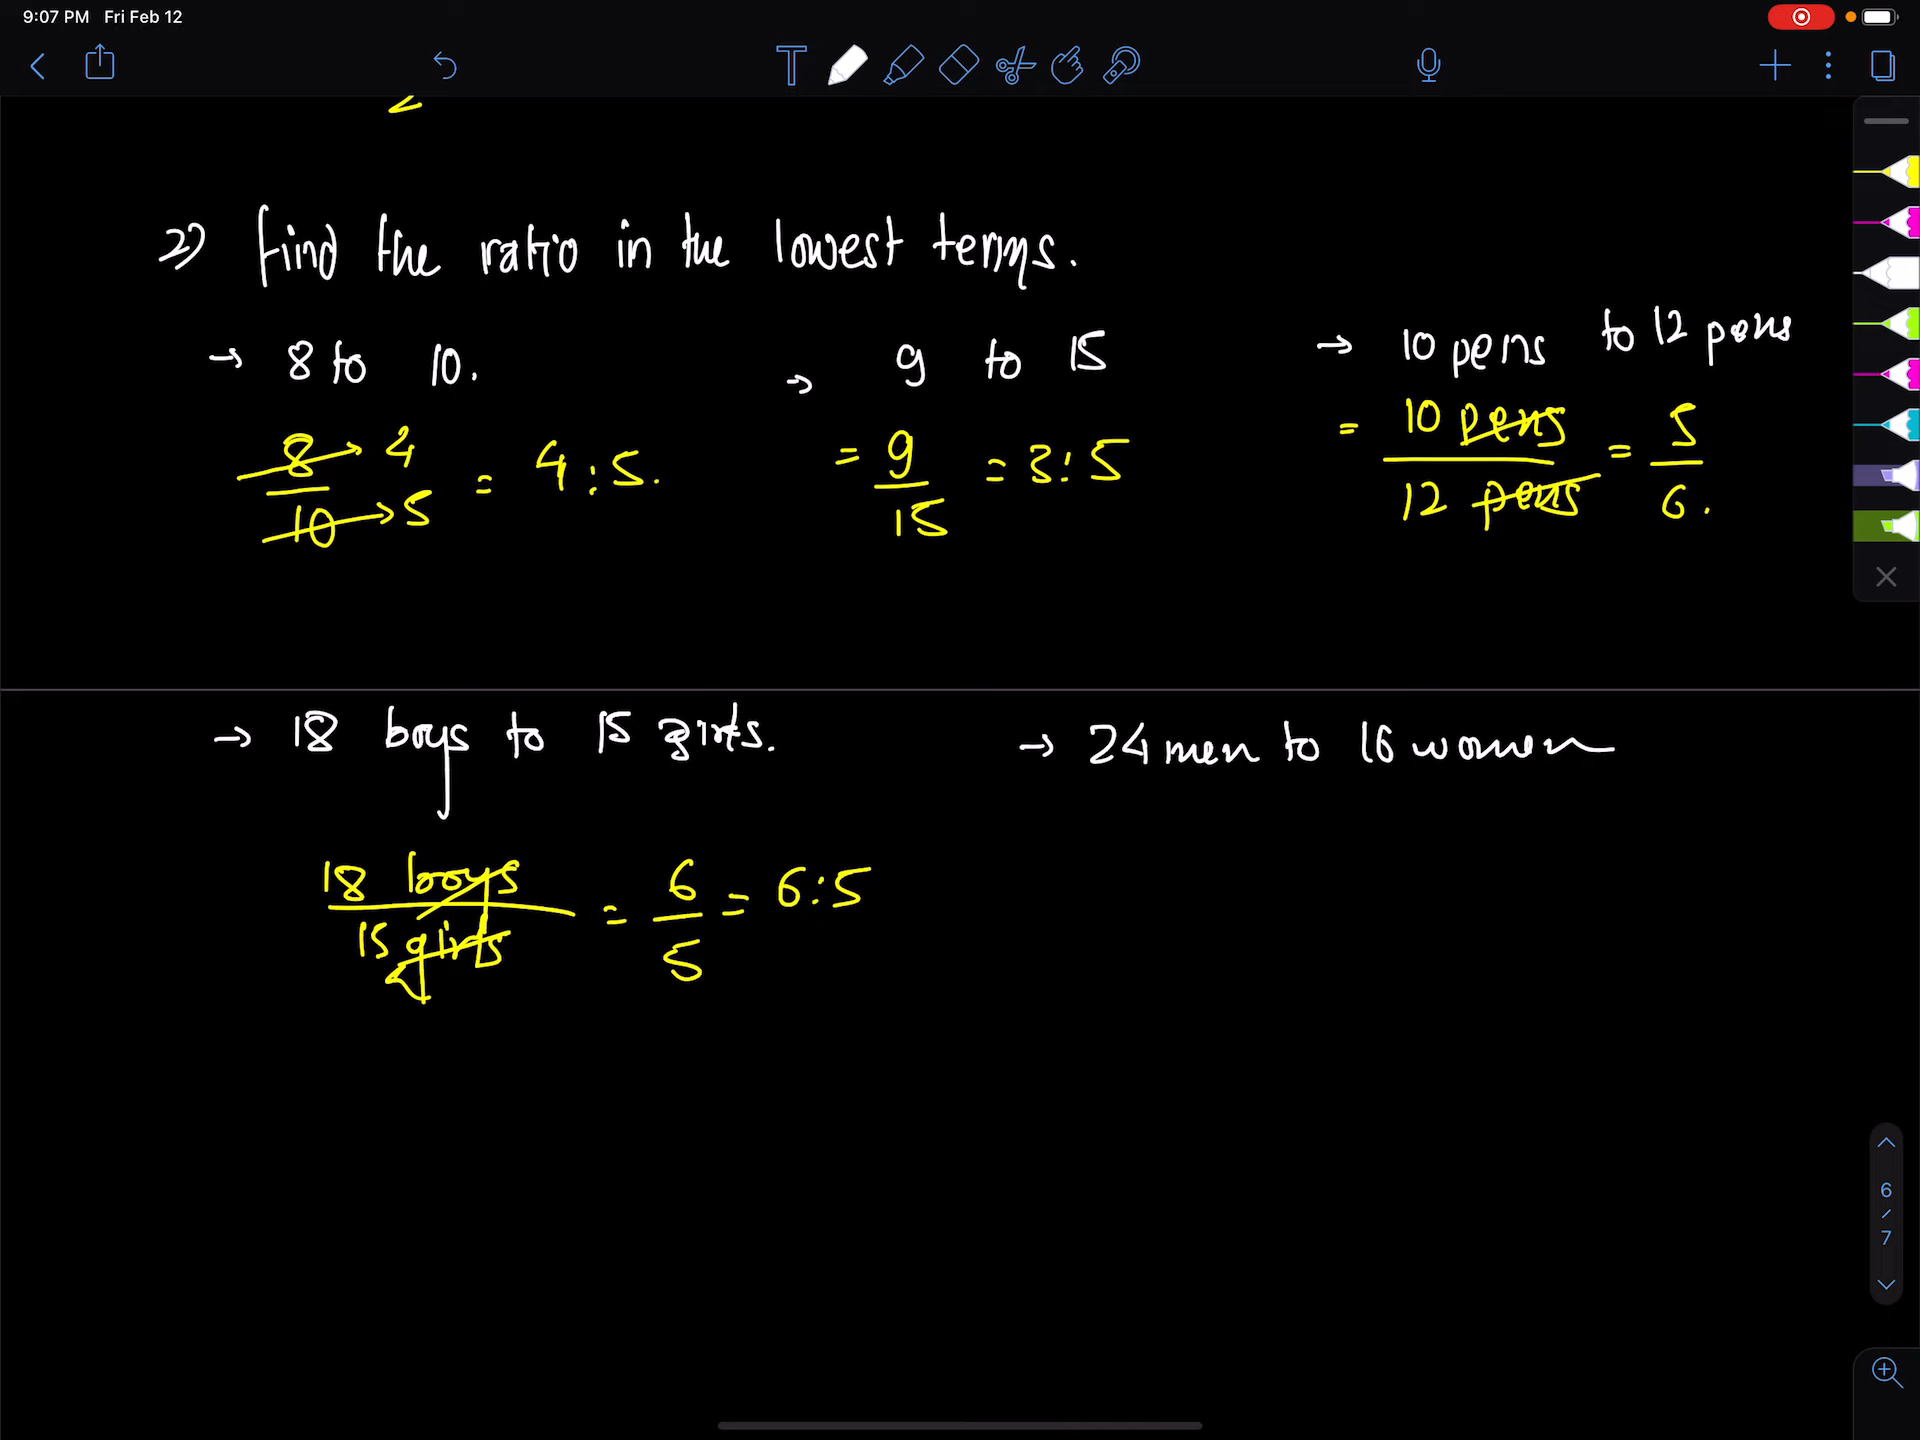 9:07 PM Fri Feb 12
2) find the ratio in the lowest terms.
→ 8 to 10.
8/10 → 4/5 = 4:5.
→ 9 to 15
= 9/15 = 3:5
→ 10 pens to 12 pens
= 10 pens/12 pens = 5/6.
→ 18 boys to 15 girls.
18 boys/15 girls = 6/5 = 6:5
→ 24 men to 16 women
6
/
7